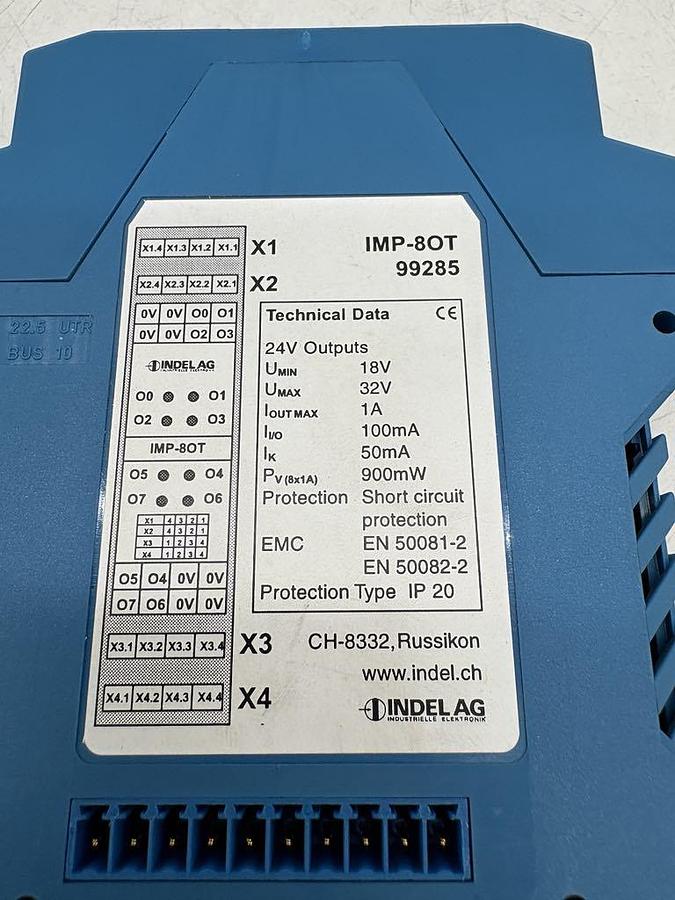 X1.4 X1.3 X1.2 X1.1 X1
X2.4 X2.3 X2.2 X2.1 X2
0V 0V O0 O1
0V 0V O2 O3
INDEL AG
INDUSTRIELLE ELEKTRONIK
O0 O1
O2 O3
IMP-8OT
O5 O4
O7 O6
X1 4 3 2 1
X2 4 3 2 1
X3 1 2 3 4
X4 1 2 3 4
O5 O4 0V 0V
O7 O6 0V 0V
X3.1 X3.2 X3.3 X3.4 X3
X4.1 X4.2 X4.3 X4.4 X4
IMP-8OT
99285
Technical Data CE
24V Outputs
UMIN 18V
UMAX 32V
IOUT MAX 1A
II/O 100mA
IK 50mA
PV (8x1A) 900mW
Protection Short circuit
protection
EMC EN 50081-2
EN 50082-2
Protection Type IP 20
CH-8332, Russikon
www.indel.ch
INDEL AG
INDUSTRIELLE ELEKTRONIK
22.5 UTR
BUS 10